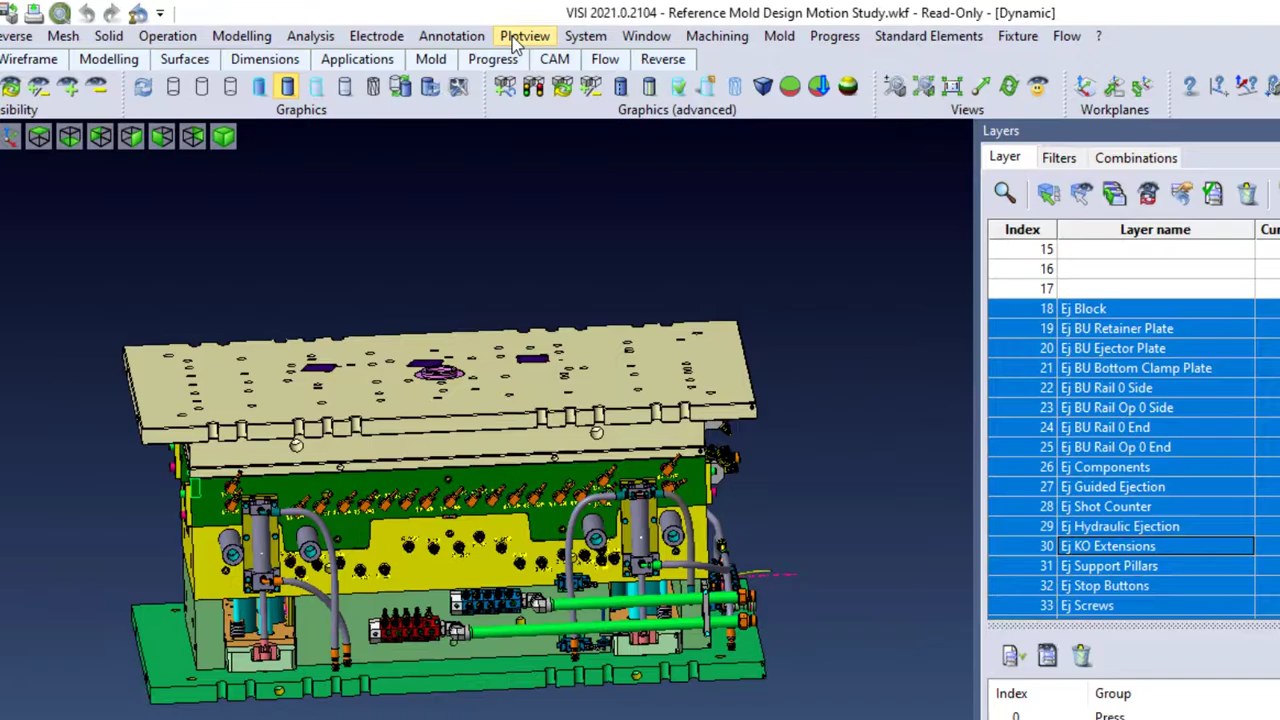 VISI 2021.0.2104 - Reference Mold Design Motion Study.wkf - Read-Only - [Dynamic]
everse Mesh Solid Operation Modelling Analysis Electrode Annotation Plotview System Window Machining Mold Progress Standard Elements Fixture Flow ?
Wireframe Modelling Surfaces Dimensions Applications Mold Progress CAM Flow Reverse
sibility Graphics Graphics (advanced) Views Workplanes
Layers
Layer Filters Combinations
Index Layer name Cur
15
16
17
18 Ej Block
19 Ej BU Retainer Plate
20 Ej BU Ejector Plate
21 Ej BU Bottom Clamp Plate
22 Ej BU Rail 0 Side
23 Ej BU Rail Op 0 Side
24 Ej BU Rail 0 End
25 Ej BU Rail Op 0 End
26 Ej Components
27 Ej Guided Ejection
28 Ej Shot Counter
29 Ej Hydraulic Ejection
30 Ej KO Extensions
31 Ej Support Pillars
32 Ej Stop Buttons
33 Ej Screws
Index Group
0 Press